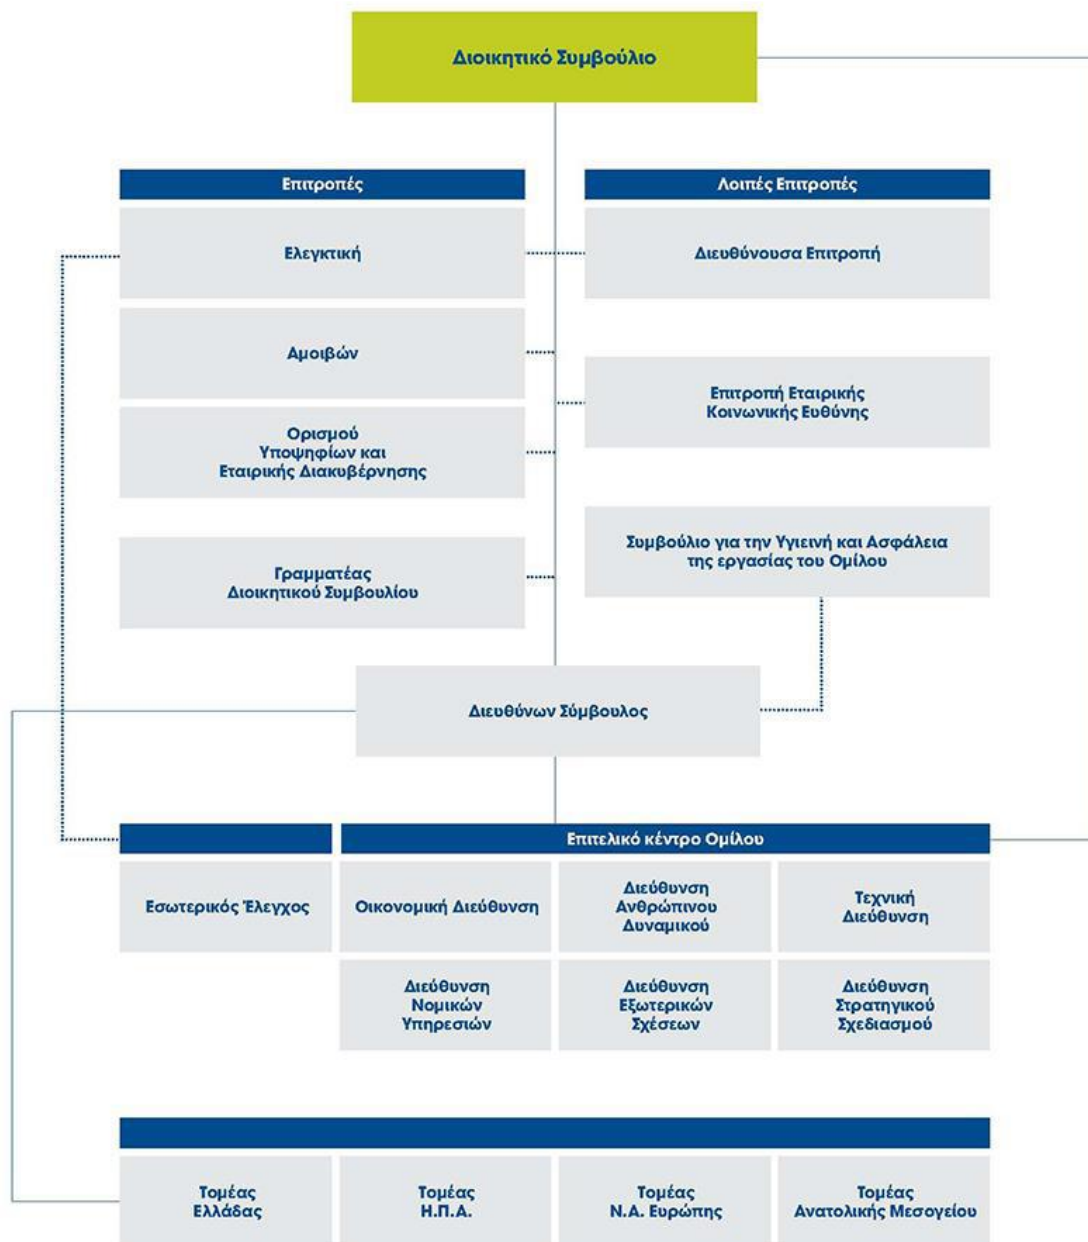 Διοικητικό Συμβούλιο
Επιτροπές
Ελεγκτική
Αμοιβών
Ορισμού
Υποψηφίων και
Εταιρικής Διακυβέρνησης
Γραμματέας
Διοικητικού Συμβουλίου
Λοιπές Επιτροπές
Διευθύνουσα Επιτροπή
Επιτροπή Εταιρικής
Κοινωνικής Ευθύνης
Συμβούλιο για την Υγιεινή και Ασφάλεια
της εργασίας του Ομίλου
Διευθύνων Σύμβουλος
Επιτελικό κέντρο Ομίλου
Εσωτερικός Έλεγχος
Οικονομική Διεύθυνση
Διεύθυνση
Ανθρώπινου
Δυναμικού
Τεχνική
Διεύθυνση
Διεύθυνση
Νομικών
Υπηρεσιών
Διεύθυνση
Εξωτερικών
Σχέσεων
Διεύθυνση
Στρατηγικού
Σχεδιασμού
Τομέας
Ελλάδας
Τομέας
Η.Π.Α.
Τομέας
Ν.Α. Ευρώπης
Τομέας
Ανατολικής Μεσογείου